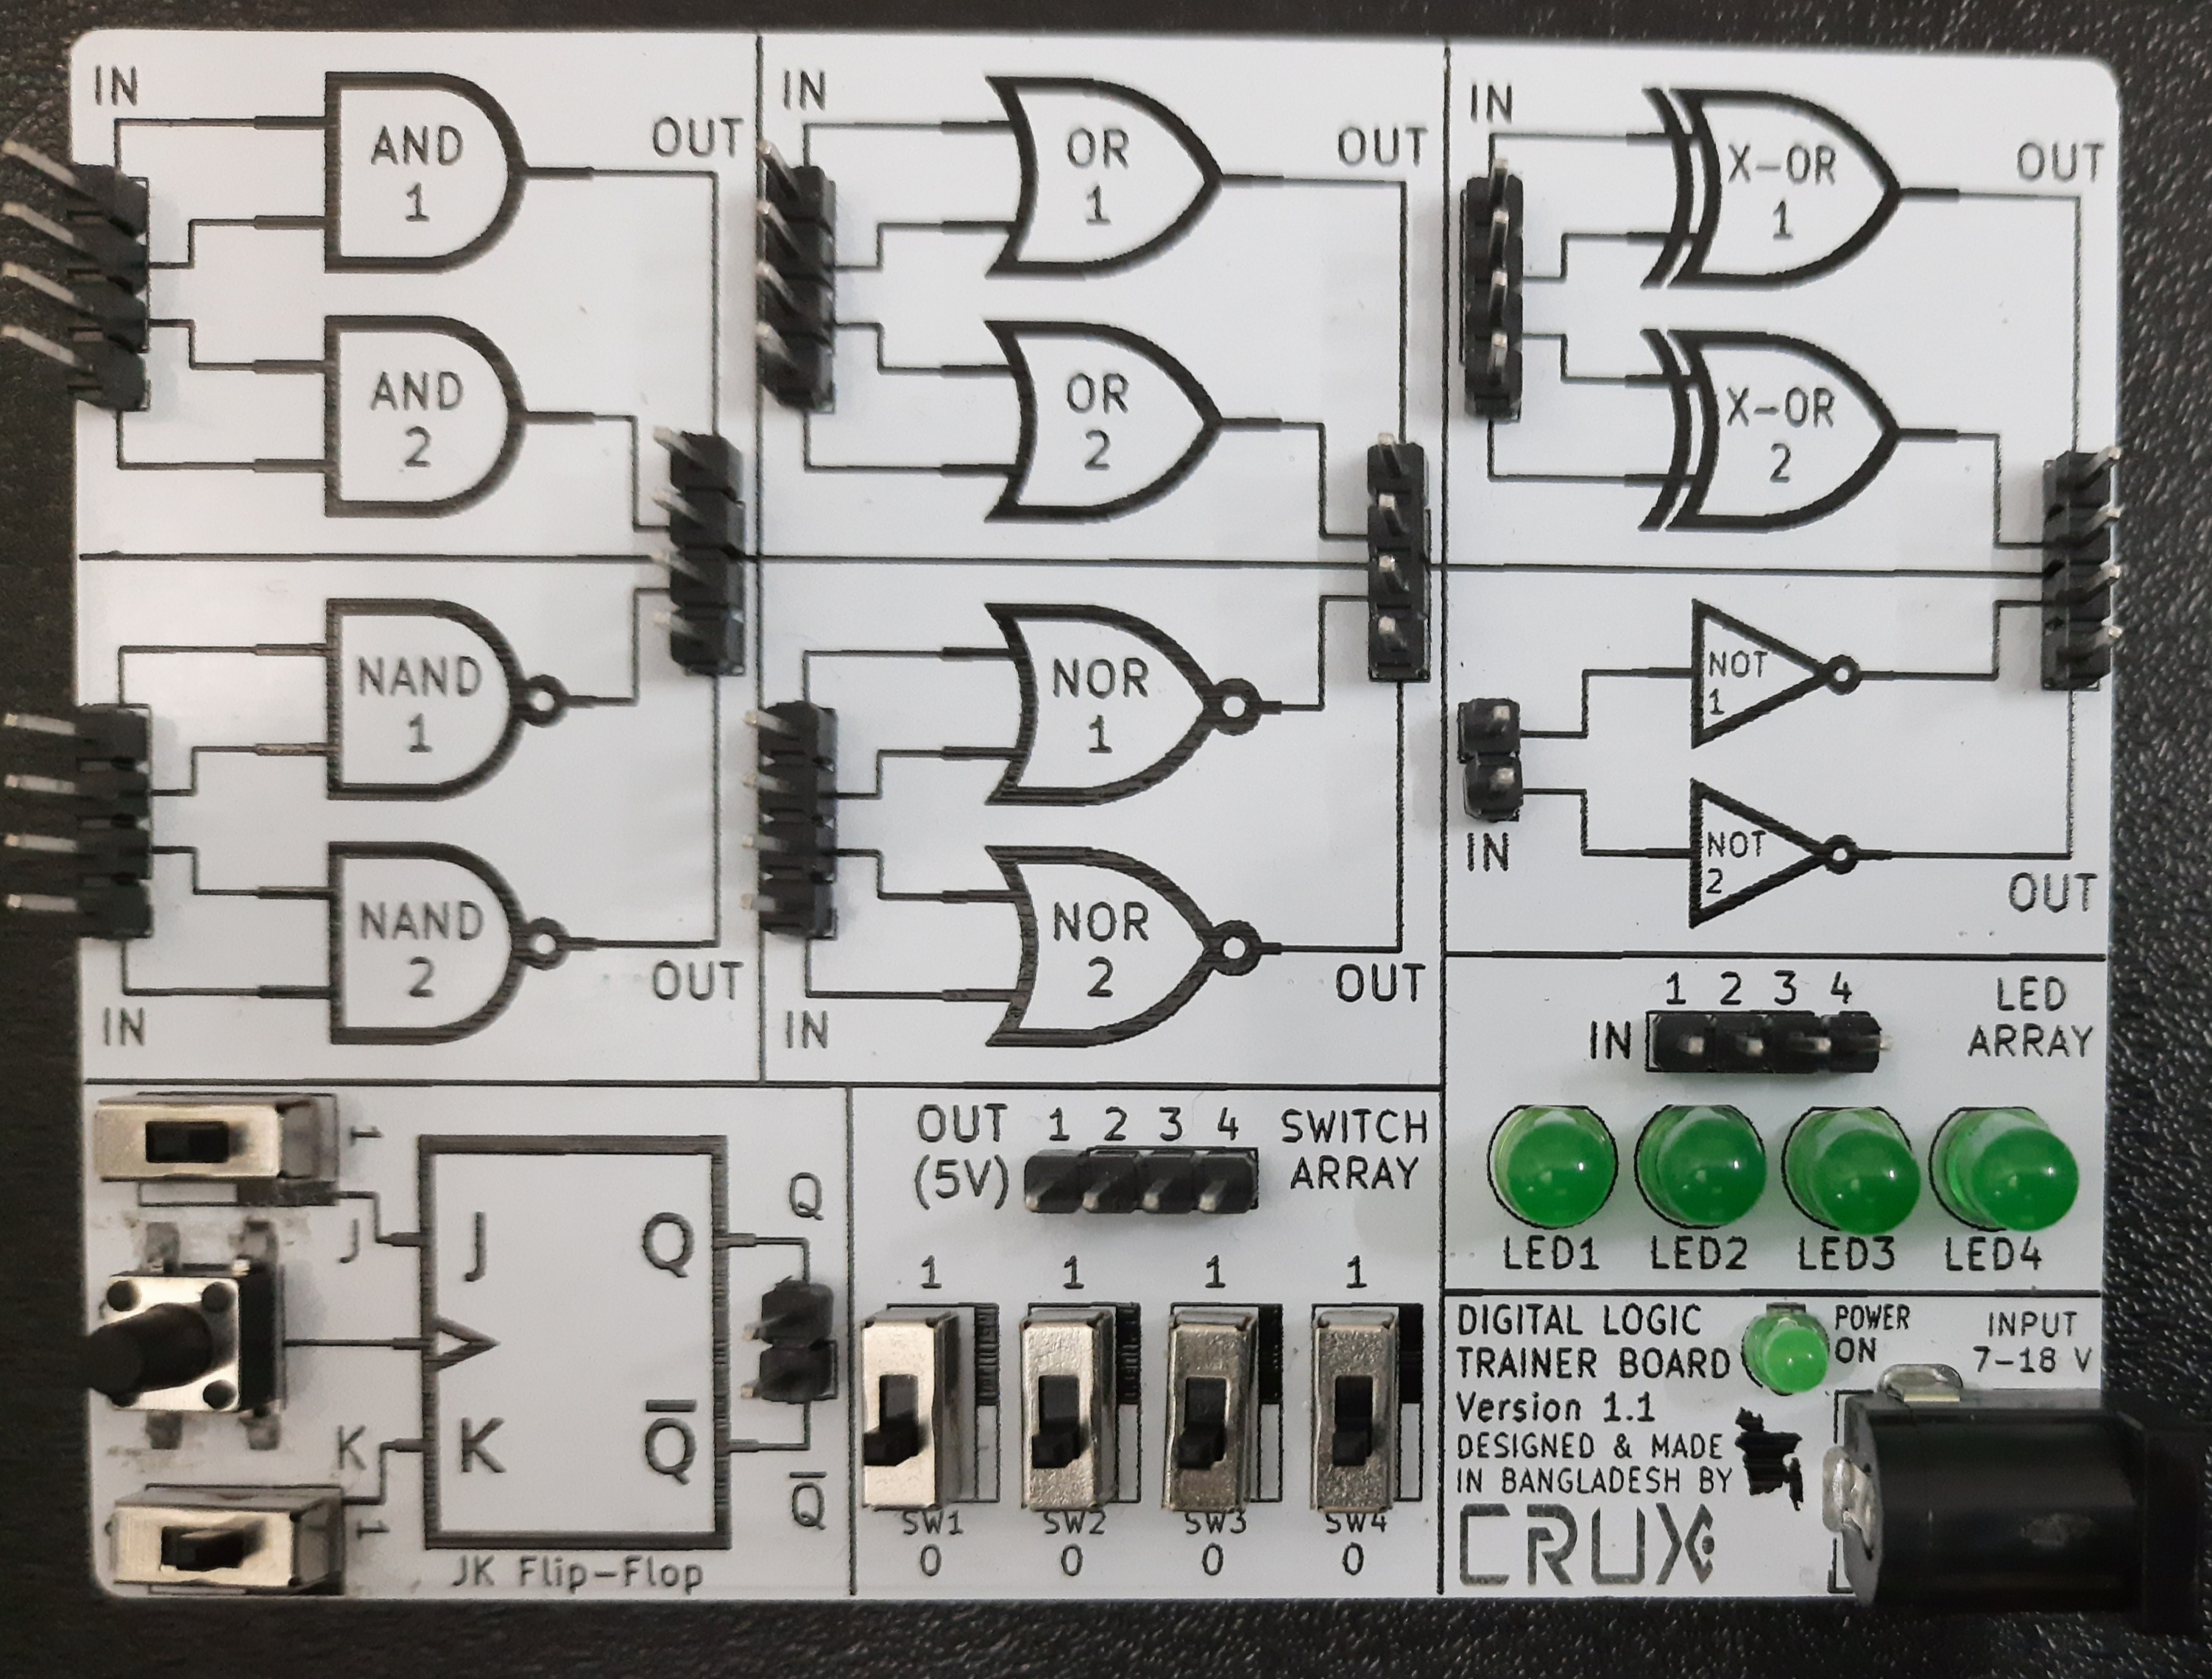 IN
AND
1
OUT
AND
2
NAND
1
NAND
2
IN
OUT
IN
OR
1
OUT
OR
2
NOR
1
NOR
2
IN
OUT
IN
X-OR
1
OUT
X-OR
2
NOT
1
NOT
2
IN
OUT
1 2 3 4
IN
LED
ARRAY
LED1 LED2 LED3 LED4
1
J
J Q
Q
K
K Q̅
Q̅
1
JK Flip-Flop
OUT 1 2 3 4
(5V)
SWITCH
ARRAY
1 1 1 1
SW1 SW2 SW3 SW4
0 0 0 0
DIGITAL LOGIC
TRAINER BOARD
Version 1.1
DESIGNED & MADE
IN BANGLADESH BY
CRUX
POWER
ON
INPUT
7-18 V